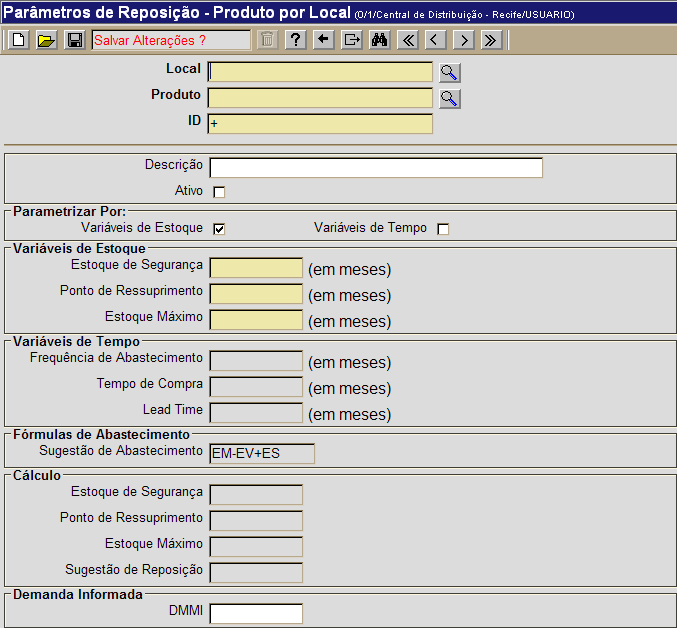 Parâmetros de Reposição - Produto por Local (0/1/Central de Distribuição - Recife/USUARIO)
Salvar Alterações ?
Local
Produto
ID +
Descrição
Ativo
Parametrizar Por:
Variáveis de Estoque Variáveis de Tempo
Variáveis de Estoque
Estoque de Segurança (em meses)
Ponto de Ressuprimento (em meses)
Estoque Máximo (em meses)
Variáveis de Tempo
Frequência de Abastecimento (em meses)
Tempo de Compra (em meses)
Lead Time (em meses)
Fórmulas de Abastecimento
Sugestão de Abastecimento EM-EV+ES
Cálculo
Estoque de Segurança
Ponto de Ressuprimento
Estoque Máximo
Sugestão de Reposição
Demanda Informada
DMMI